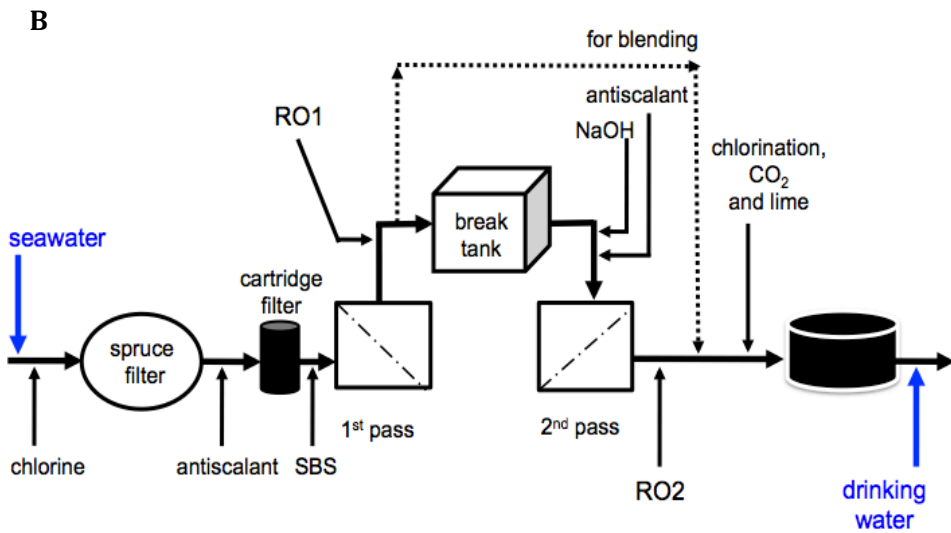 B
for blending
antiscalant
RO1
NaOH
chlorination,
CO₂
and lime
break
tank
seawater
cartridge
filter
spruce
filter
1st pass
2nd pass
chlorine
antiscalant
SBS
RO2
drinking
water